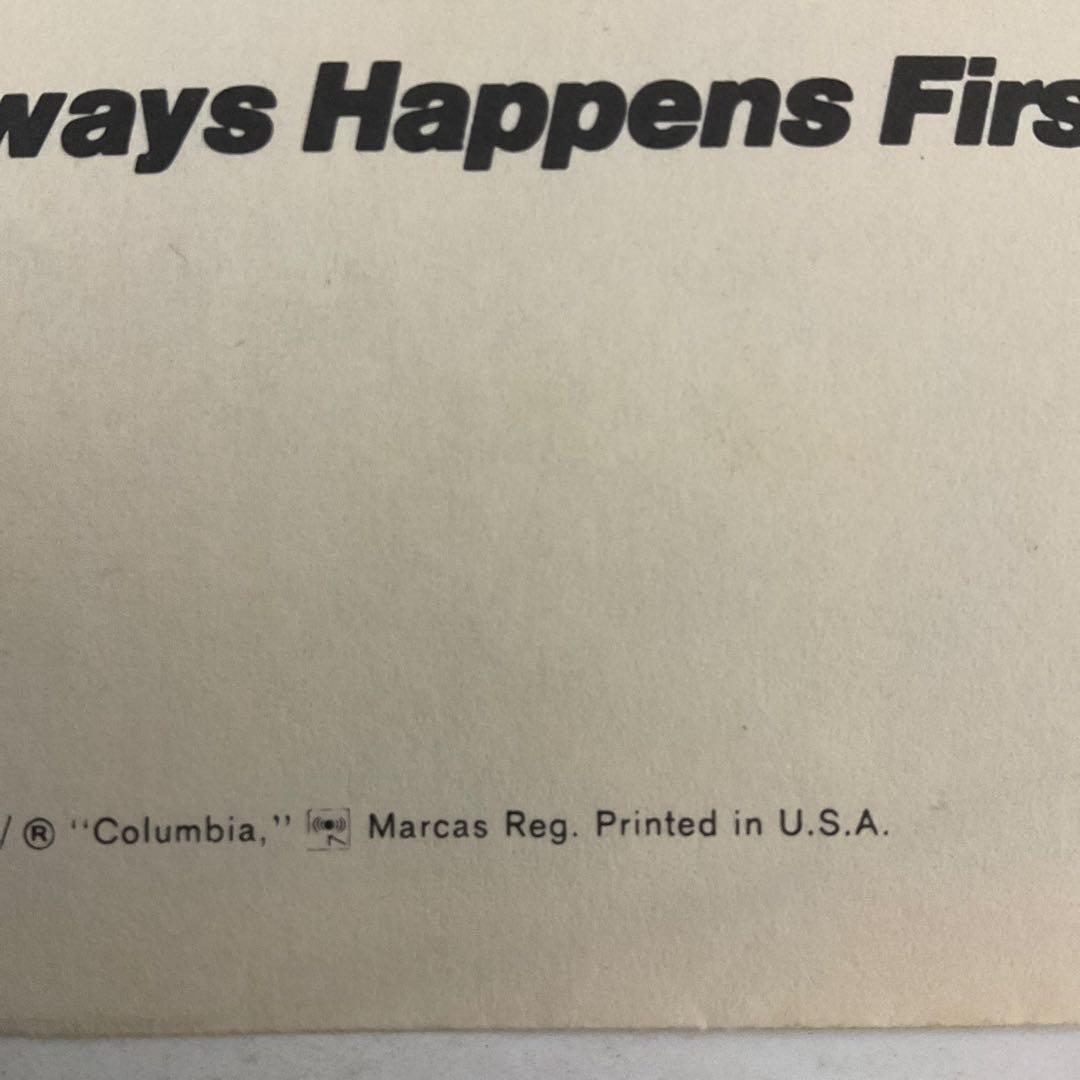 ways Happens Firs
/ ® "Columbia," Marcas Reg. Printed in U.S.A.